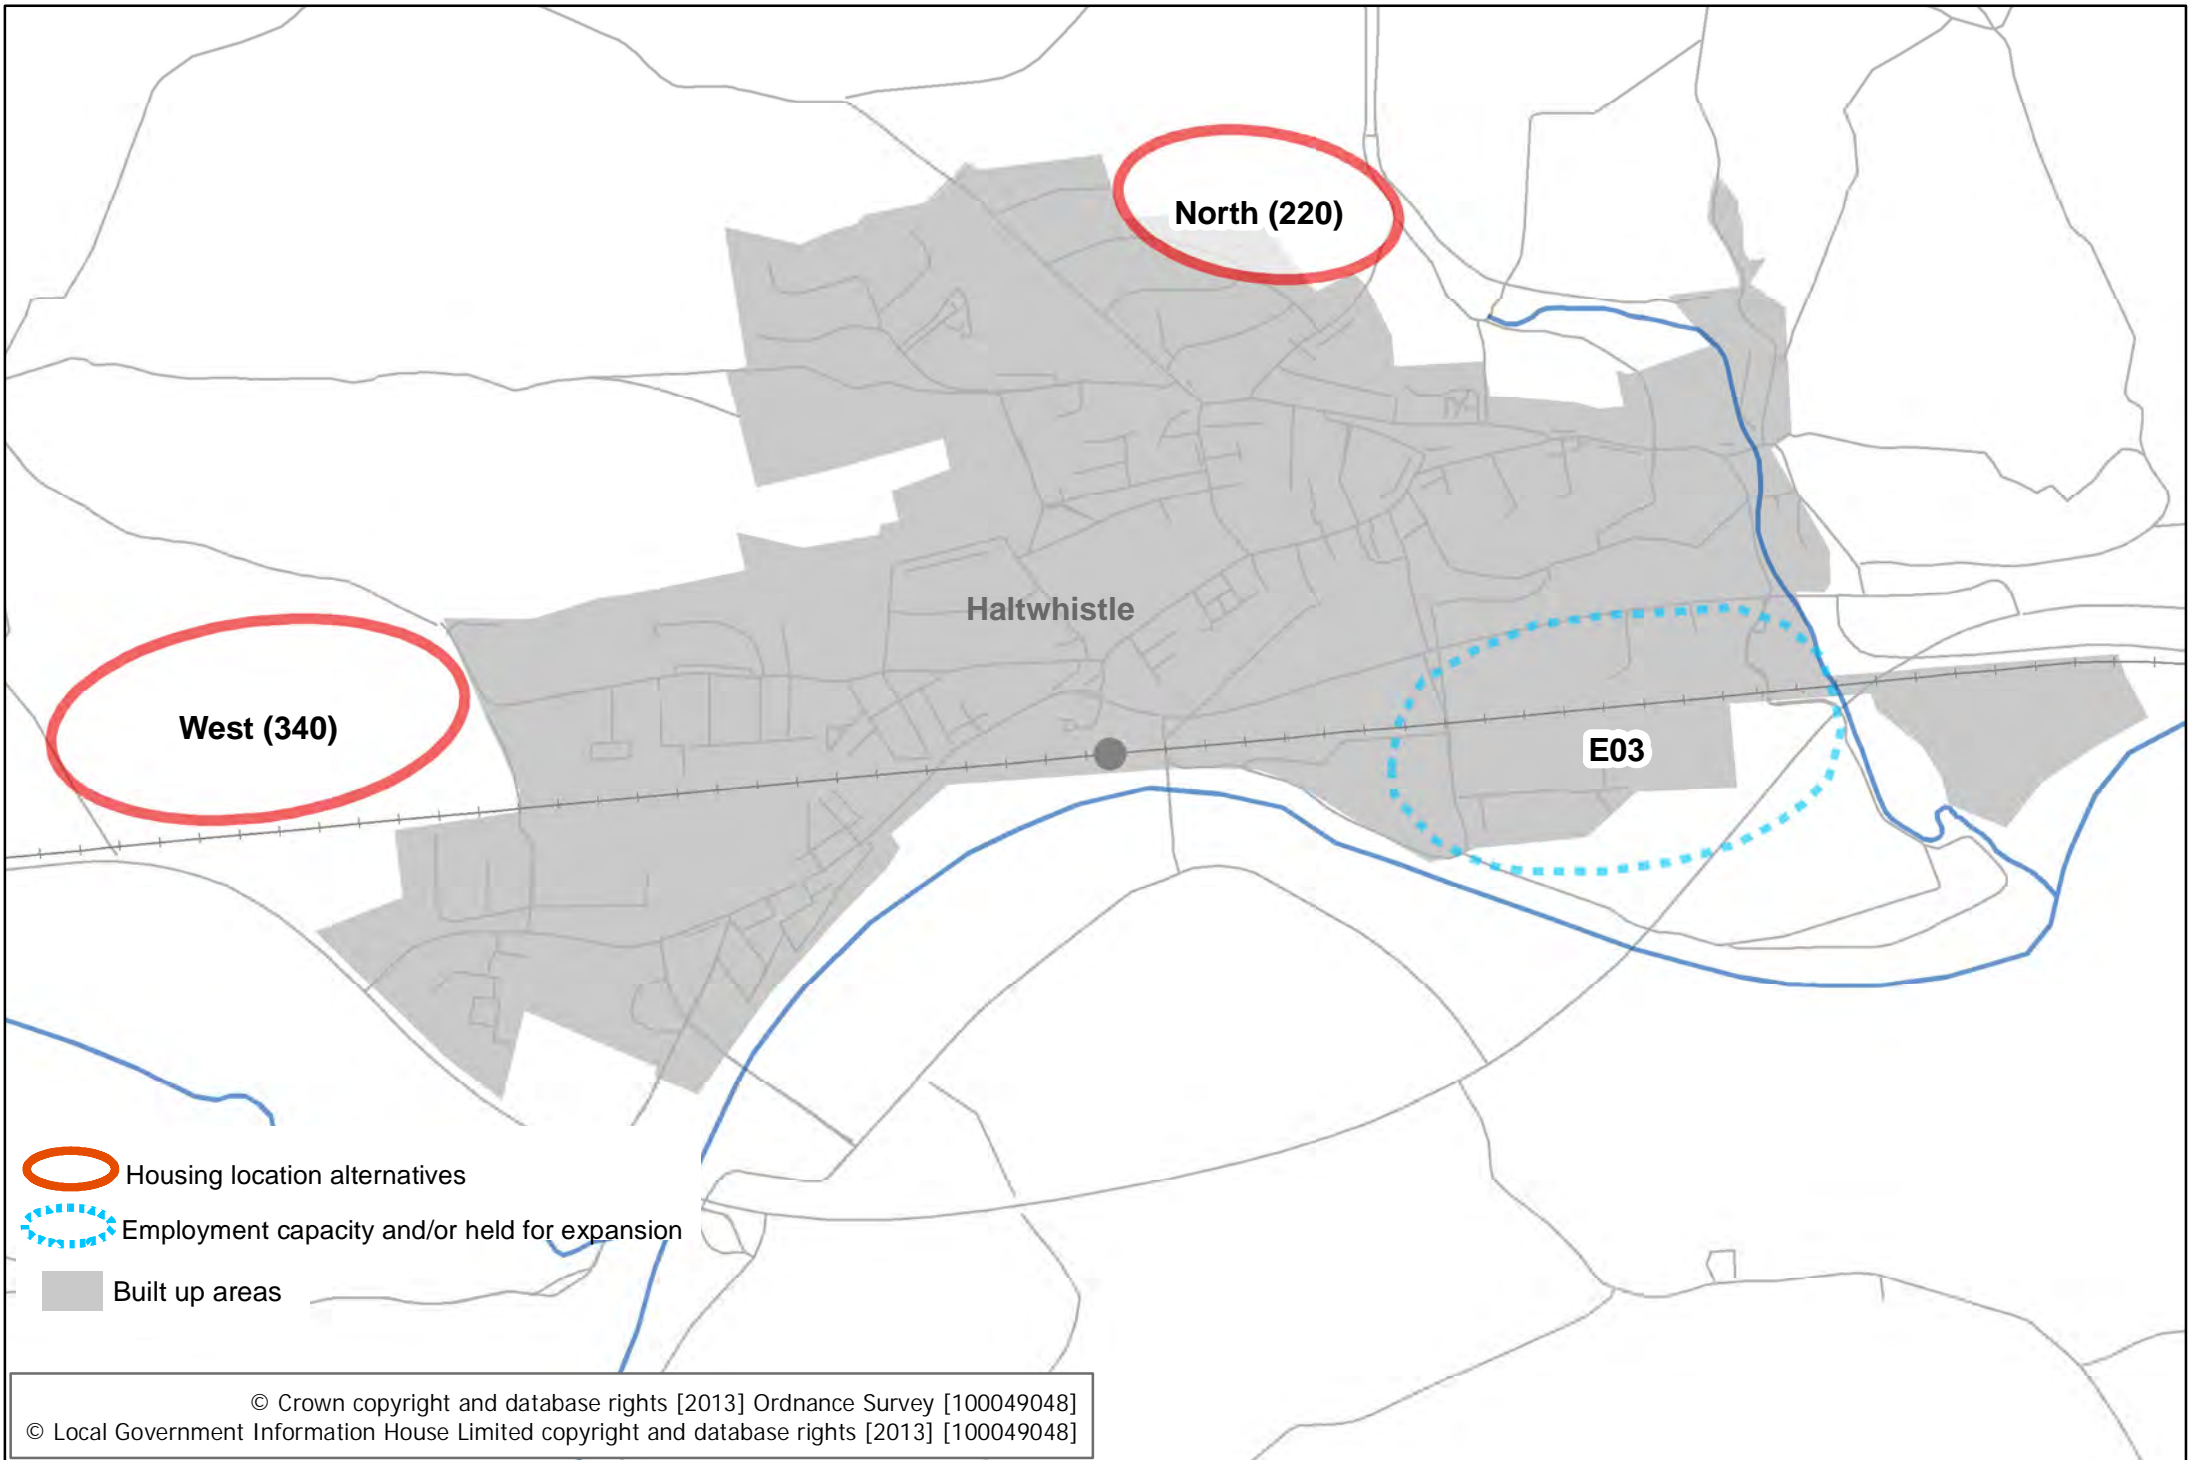 North (220)
Haltwhistle
West (340)
E03
Housing location alternatives
Employment capacity and/or held for expansion
Built up areas
© Crown copyright and database rights [2013] Ordnance Survey [100049048]
© Local Government Information House Limited copyright and database rights [2013] [100049048]